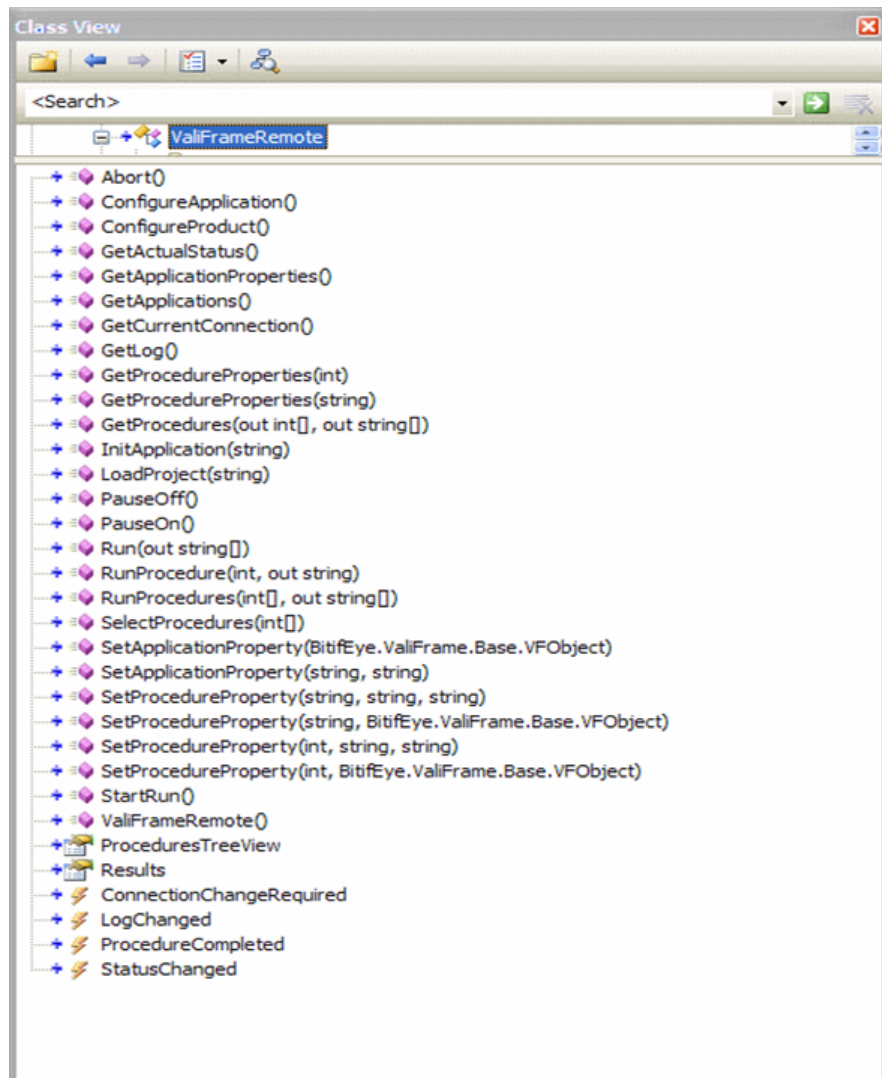 Class View
<Search>
ValiFrameRemote
Abort()
ConfigureApplication()
ConfigureProduct()
GetActualStatus()
GetApplicationProperties()
GetApplications()
GetCurrentConnection()
GetLog()
GetProcedureProperties(int)
GetProcedureProperties(string)
GetProcedures(out int[], out string[])
InitApplication(string)
LoadProject(string)
PauseOff()
PauseOn()
Run(out string[])
RunProcedure(int, out string)
RunProcedures(int[], out string[])
SelectProcedures(int[])
SetApplicationProperty(BitifEye.ValiFrame.Base.VFObject)
SetApplicationProperty(string, string)
SetProcedureProperty(string, string, string)
SetProcedureProperty(string, BitifEye.ValiFrame.Base.VFObject)
SetProcedureProperty(int, string, string)
SetProcedureProperty(int, BitifEye.ValiFrame.Base.VFObject)
StartRun()
ValiFrameRemote()
ProceduresTreeView
Results
ConnectionChangeRequired
LogChanged
ProcedureCompleted
StatusChanged